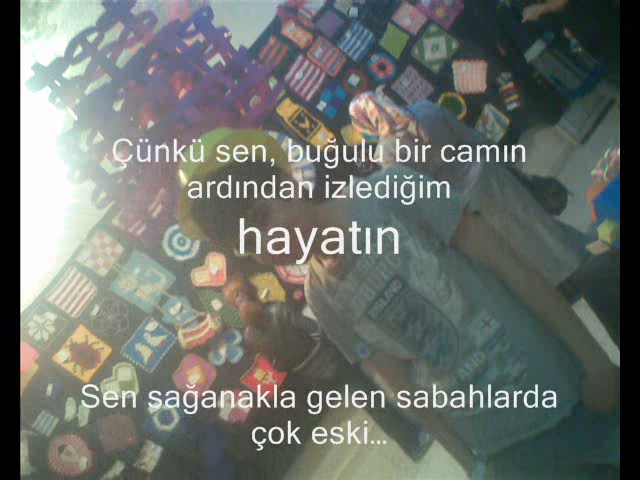 Çünkü sen, buğulu bir camın
ardından izlediğim
hayatın
Sen sağanakla gelen sabahlarda
çok eski...